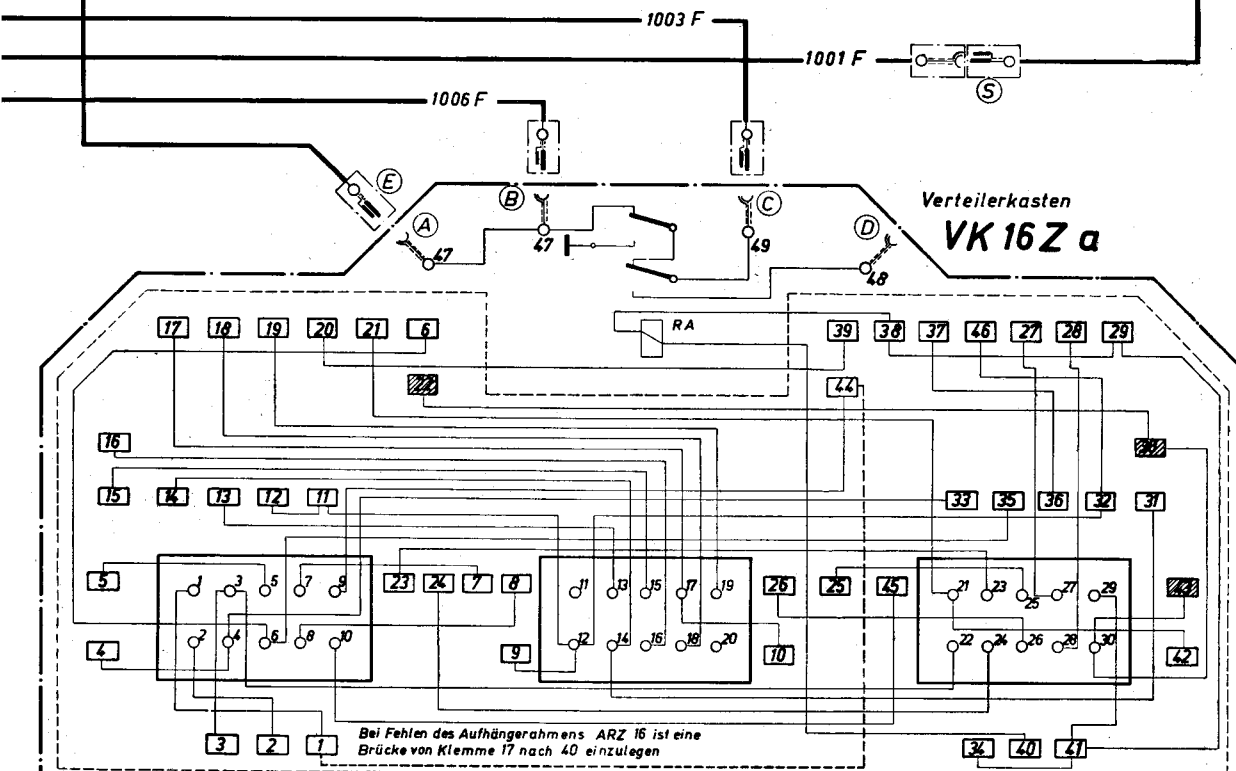 1003 F
1001 F
S
1006 F
E
B
C
Verteilerkasten
VK 16 Z a
A
D
47
47
49
48
17 18 19 20 21 6
RA
39 38 37 46 27 28 29
44
16
15 14 13 12 11
33 35 36 32 31
5
1 3 5 7 9
23 24 7 8
11 13 15 17 19
26 25 45
21 23 25 27 29
43
2 4 6 8 10
12 14 16 18 20
22 24 26 28 30
4
9
10
42
3 2 1
Bei Fehlen des Aufhängerahmens ARZ 16 ist eine
Brücke von Klemme 17 nach 40 einzulegen
34 40 41